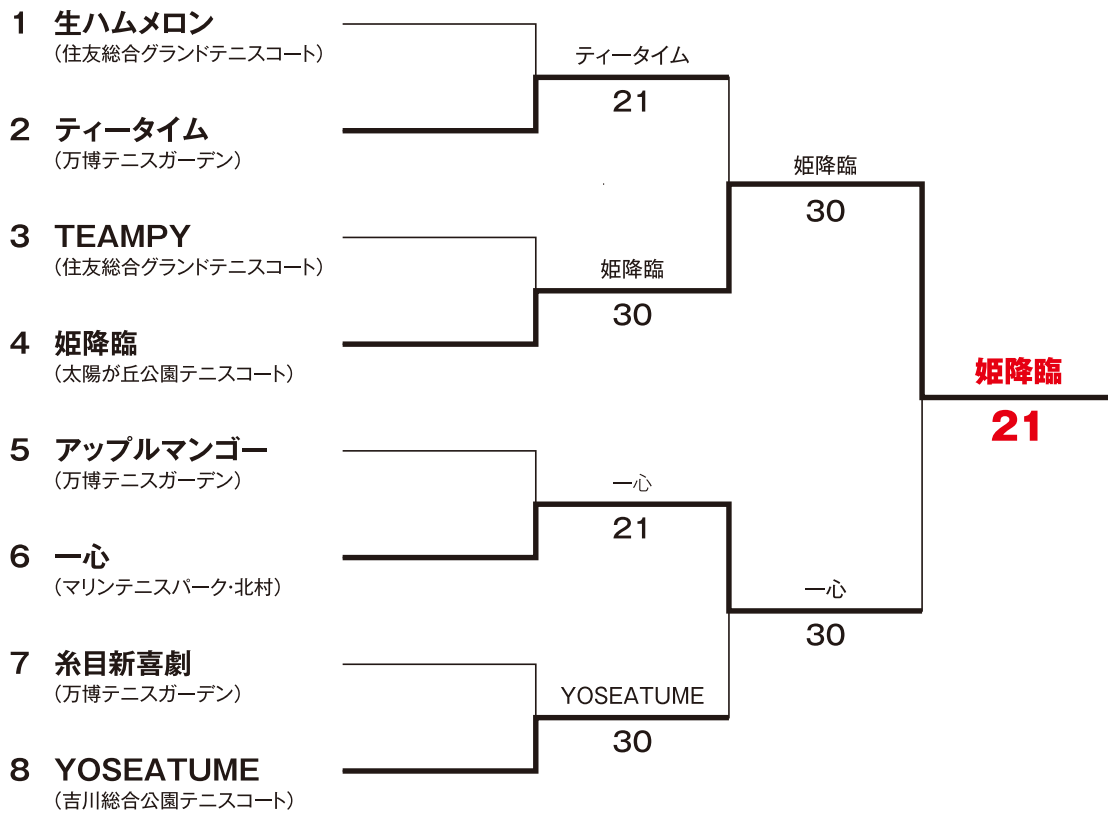 1 生ハムメロン
(住友総合グランドテニスコート)
2 ティータイム
(万博テニスガーデン)
3 TEAMPY
(住友総合グランドテニスコート)
4 姫降臨
(太陽が丘公園テニスコート)
5 アップルマンゴー
(万博テニスガーデン)
6 一心
(マリンテニスパーク・北村)
7 糸目新喜劇
(万博テニスガーデン)
8 YOSEATUME
(吉川総合公園テニスコート)
ティータイム
21
姫降臨
30
一心
21
YOSEATUME
30
姫降臨
30
一心
30
姫降臨
21